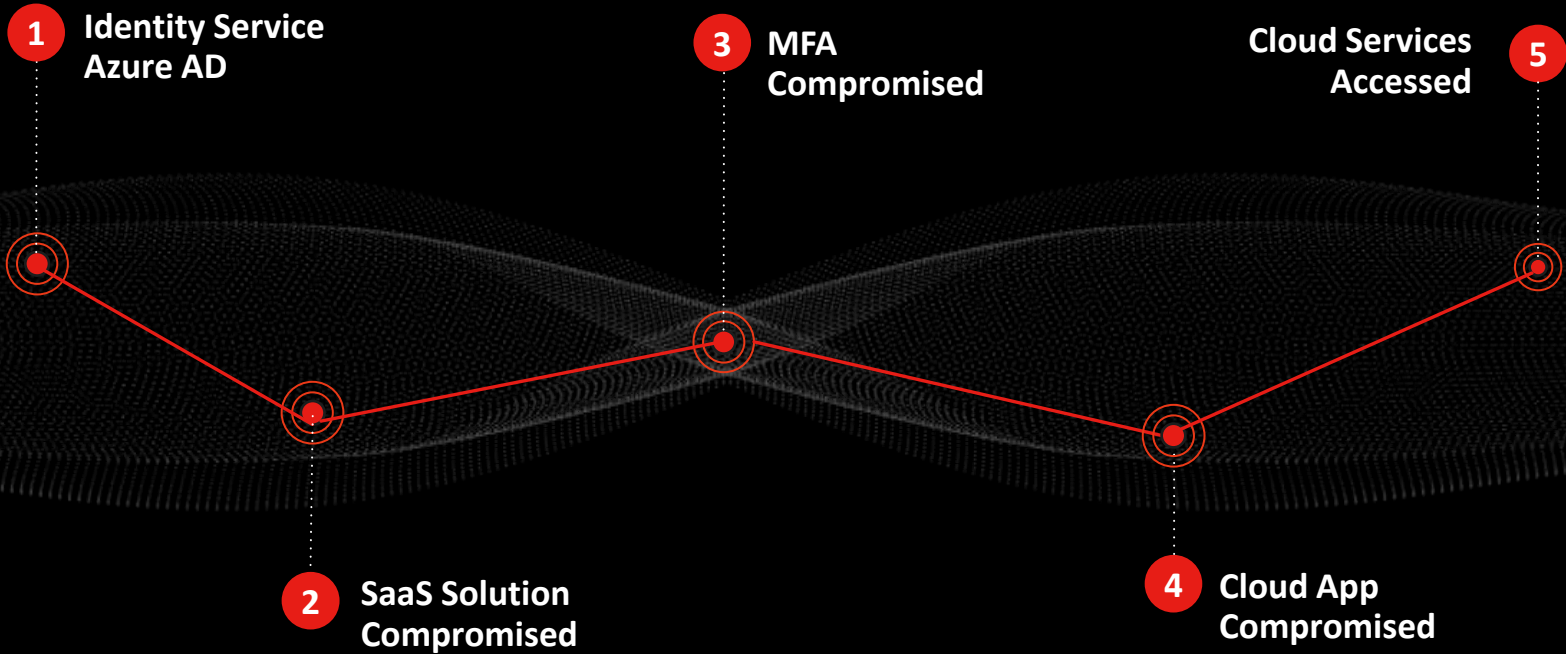 1
Identity Service
Azure AD
2
SaaS Solution
Compromised
3
MFA
Compromised
4
Cloud App
Compromised
5
Cloud Services
Accessed